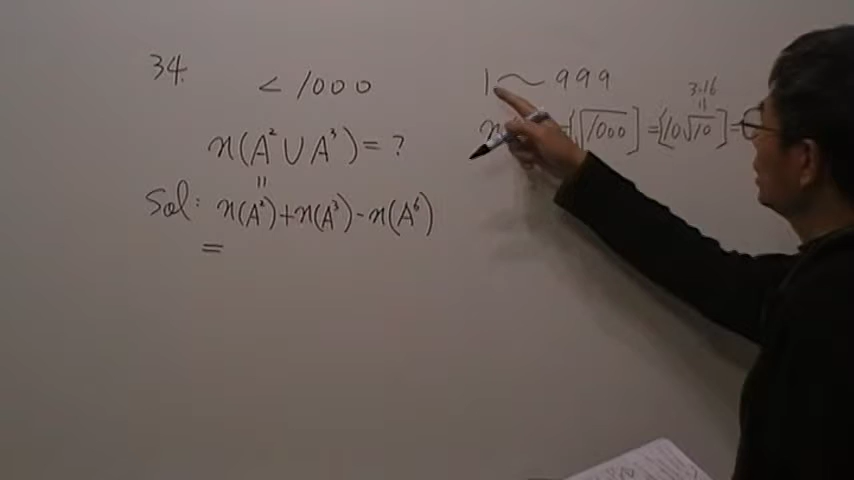 34.
< 1000
n(A² ∪ A³) = ?
॥
Sol: n(A²)+n(A³)-n(A⁶)
=
1 ~ 999
3.16
॥
n = [√1000] = [10√10] =